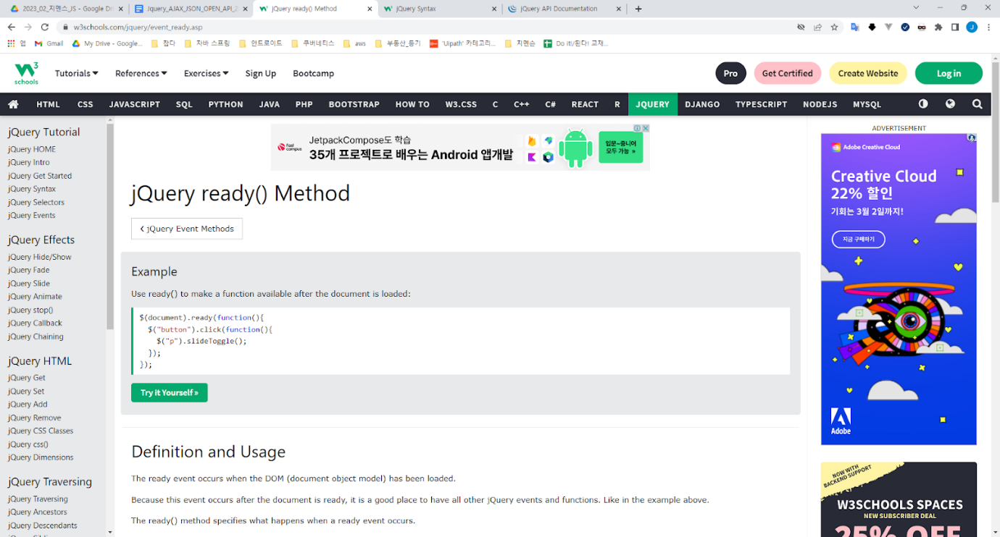 2023_02_지맨스_JS - Google Dri
Jquery_AJAX_JSON_OPEN_API_2
jQuery ready() Method
jQuery Syntax
jQuery API Documentation
w3schools.com/jquery/event_ready.asp
J
앱
Gmail
My Drive - Google...
잡다
자바 스프링
안드로이드
쿠버네티스
aws
부동산_등기
'Uipath' 카테고리...
지맨슨
Do it!/된다! 교재...
W3 schools
Tutorials
References
Exercises
Sign Up
Bootcamp
Pro
Get Certified
Create Website
Log in
HTML CSS JAVASCRIPT SQL PYTHON JAVA PHP BOOTSTRAP HOW TO W3.CSS C C++ C# REACT R JQUERY DJANGO TYPESCRIPT NODEJS MYSQL
jQuery Tutorial
jQuery HOME
jQuery Intro
jQuery Get Started
jQuery Syntax
jQuery Selectors
jQuery Events
jQuery Effects
jQuery Hide/Show
jQuery Fade
jQuery Slide
jQuery Animate
jQuery stop()
jQuery Callback
jQuery Chaining
jQuery HTML
jQuery Get
jQuery Set
jQuery Add
jQuery Remove
jQuery CSS Classes
jQuery css()
jQuery Dimensions
jQuery Traversing
jQuery Traversing
jQuery Ancestors
jQuery Descendants
Fast campus
JetpackCompose도 학습
35개 프로젝트로 배우는 Android 앱개발
입문~중니어
모두 가능 »
jQuery ready() Method
❮ jQuery Event Methods
Example
Use ready() to make a function available after the document is loaded:
$(document).ready(function(){
$("button").click(function(){
$("p").slideToggle();
});
});
Try it Yourself »
Definition and Usage
The ready event occurs when the DOM (document object model) has been loaded.
Because this event occurs after the document is ready, it is a good place to have all other jQuery events and functions. Like in the example above.
The ready() method specifies what happens when a ready event occurs.
ADVERTISEMENT
Adobe Creative Cloud
Creative Cloud
22% 할인
기회는 3월 2일까지!
지금 구매하기
Adobe
NOW WITH
BACKEND SUPPORT
W3SCHOOLS SPACES
NEW SUBSCRIBER DEAL
25% OFF